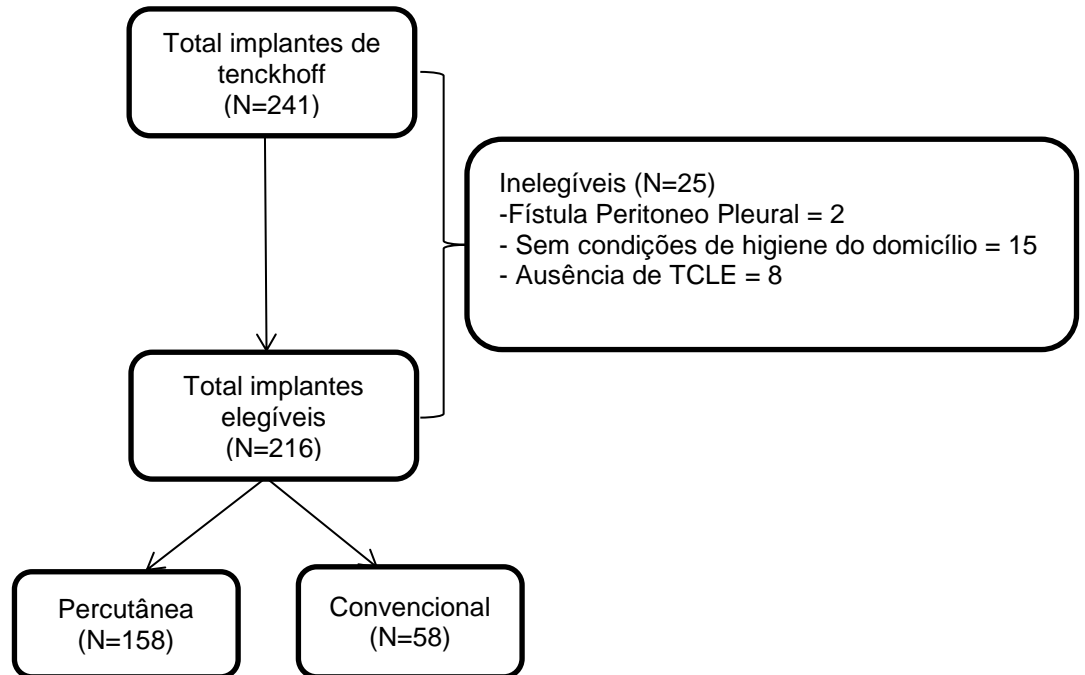 Total implantes de
tenckhoff
(N=241)
Inelegíveis (N=25)
-Fístula Peritoneo Pleural = 2
- Sem condições de higiene do domicílio = 15
- Ausência de TCLE = 8
Total implantes
elegíveis
(N=216)
Percutânea
(N=158)
Convencional
(N=58)